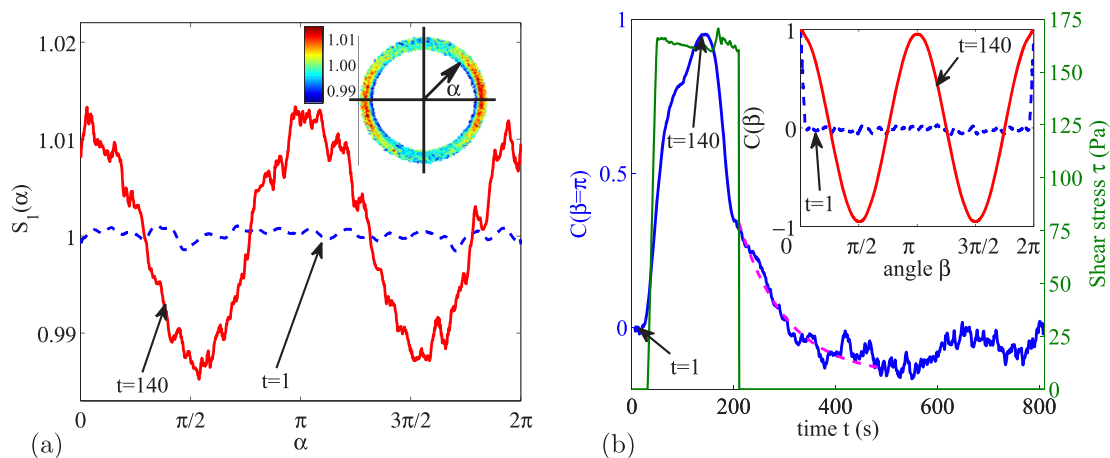 1.02
1.01
1
0.99
S₁(α)
1.01
1.00
0.99
α
t=140
t=1
0
π/2
π
3π/2
2π
α
(a)
1
0.5
0
C(β=π)
t=140
t=1
0
200
400
600
800
time t (s)
175
150
125
100
75
50
25
0
Shear stress τ (Pa)
1
0
−1
C(β)
t=140
t=1
0
π/2
π
3π/2
2π
angle β
(b)